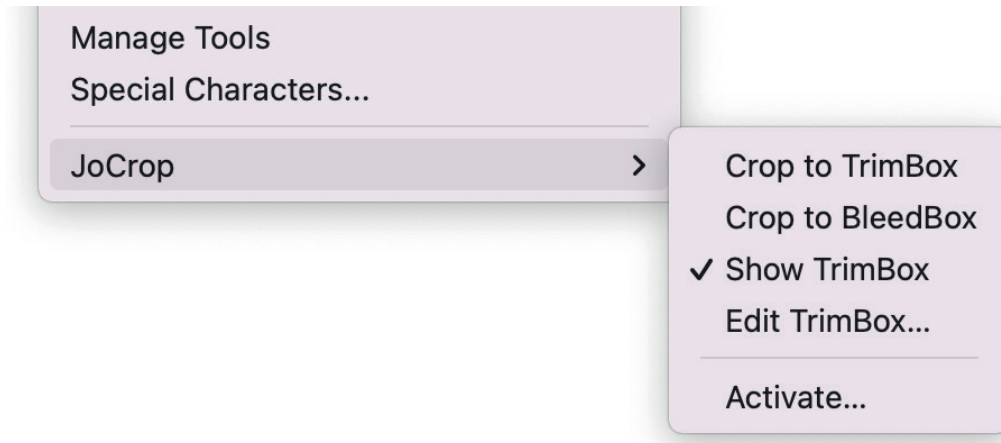 Manage Tools
Special Characters...
JoCrop
Crop to TrimBox
Crop to BleedBox
Show TrimBox
Edit TrimBox...
Activate...